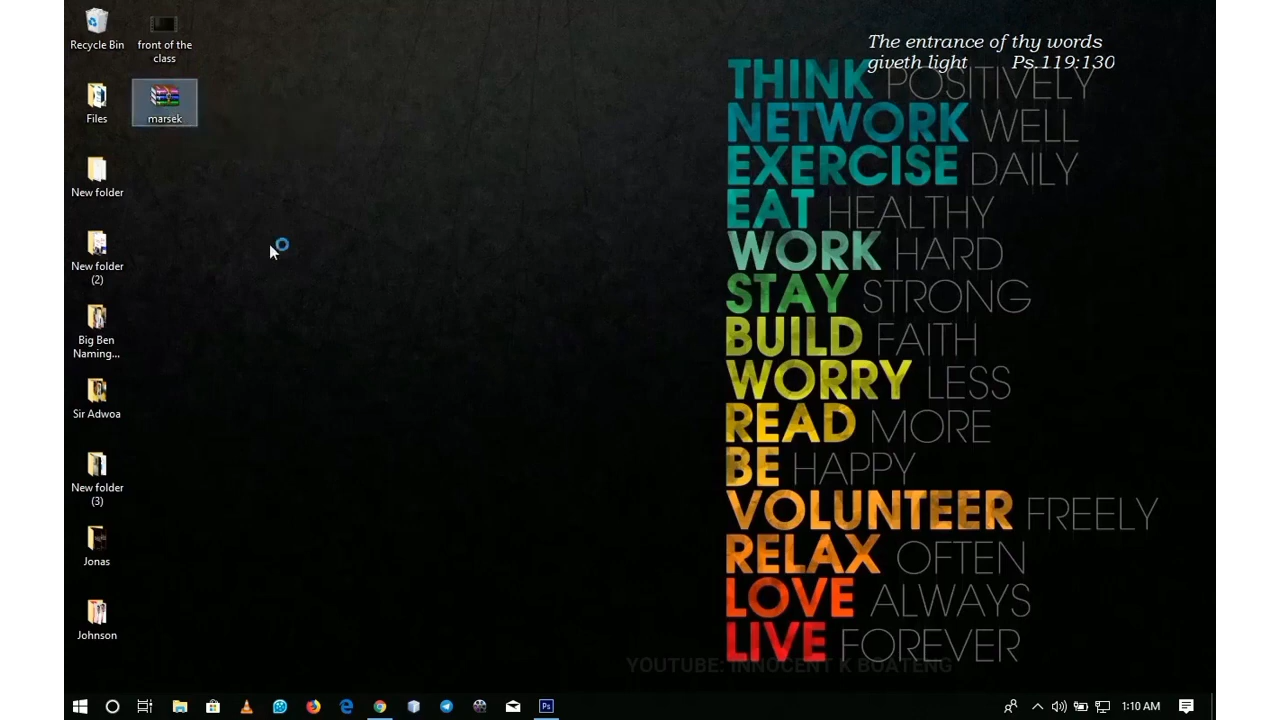 Recycle Bin
front of the
class
Files
marsek
New folder
New folder
(2)
Big Ben
Naming...
Sir Adwoa
New folder
(3)
Jonas
Johnson
The entrance of thy words
giveth light Ps.119:130
THINK POSITIVELY
NETWORK WELL
EXERCISE DAILY
EAT HEALTHY
WORK HARD
STAY STRONG
BUILD FAITH
WORRY LESS
READ MORE
BE HAPPY
VOLUNTEER FREELY
RELAX OFTEN
LOVE ALWAYS
LIVE FOREVER
YOUTUBE: INNOCENT K BOATENG
Ps
1:10 AM